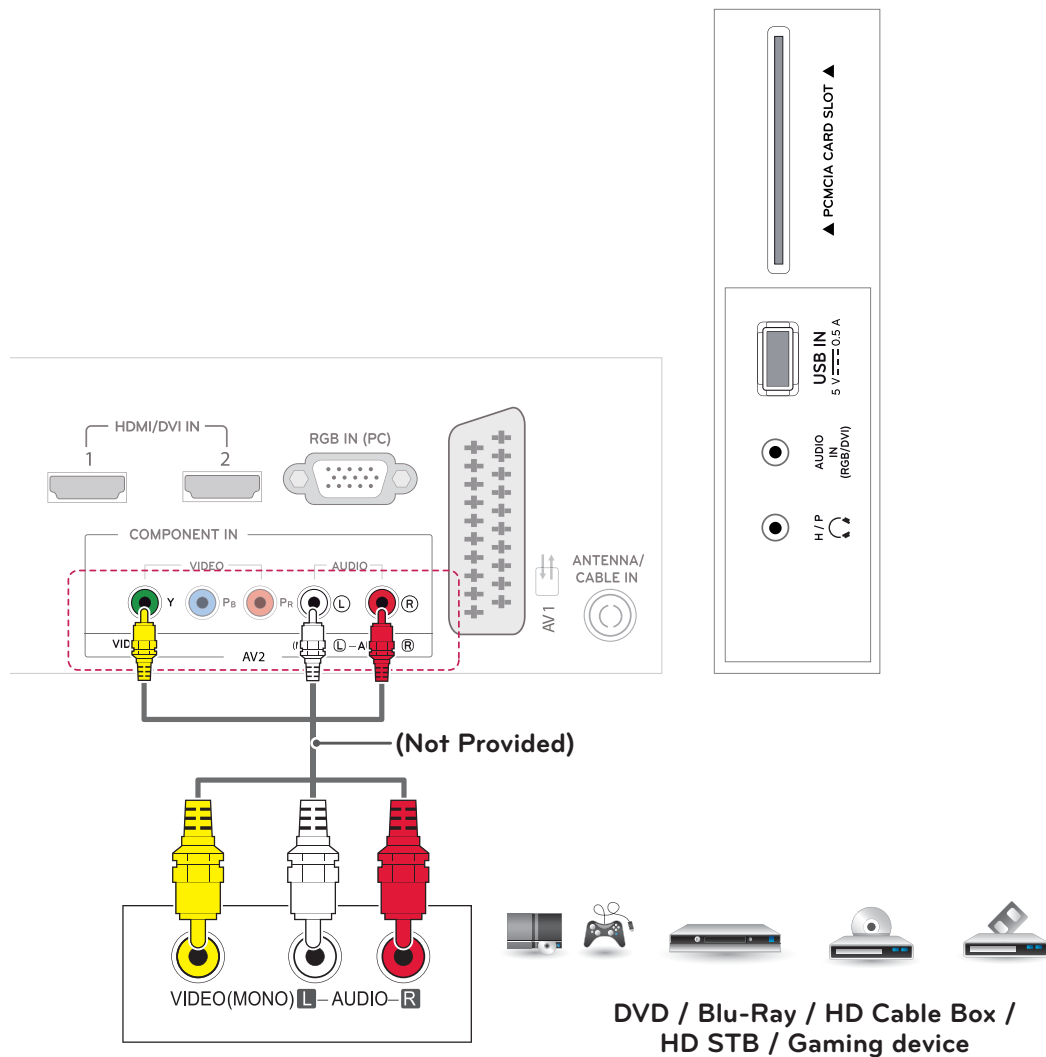 ▲ PCMCIA CARD SLOT ▲
USB IN
5 V 0.5 A
AUDIO
IN
(RGB/DVI)
H / P
HDMI/DVI IN
1 2
RGB IN (PC)
COMPONENT IN
VIDEO AUDIO
Y PB PR L R
L – R
AV2
AV1
ANTENNA/
CABLE IN
(Not Provided)
VIDEO(MONO) L – AUDIO – R
DVD / Blu-Ray / HD Cable Box /
HD STB / Gaming device